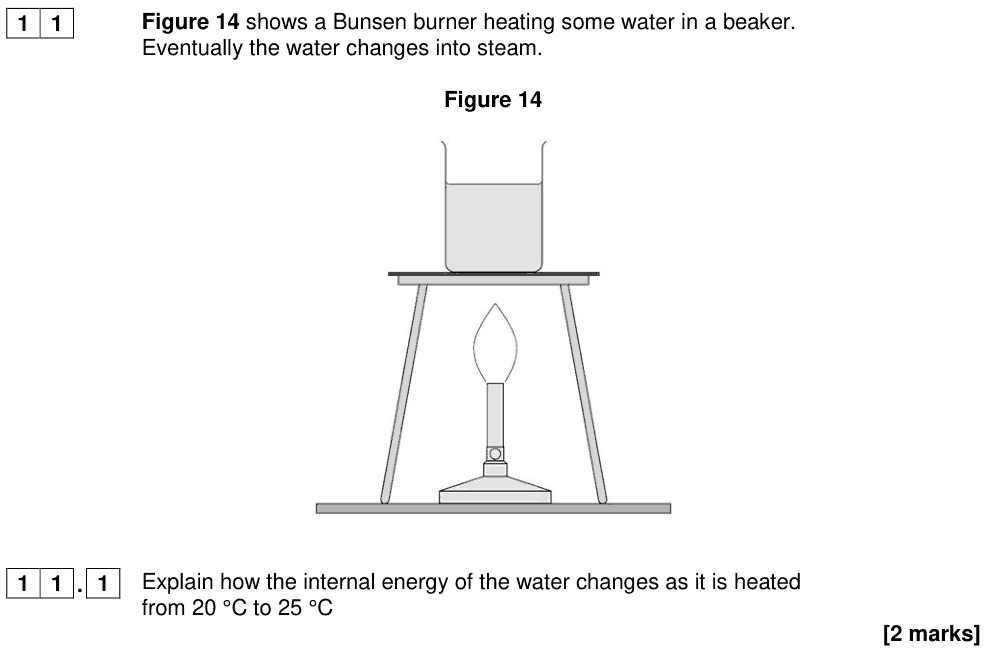 1 1 Figure 14 shows a Bunsen burner heating some water in a beaker.
Eventually the water changes into steam.
Figure 14
1 1 . 1 Explain how the internal energy of the water changes as it is heated
from 20 °C to 25 °C
[2 marks]